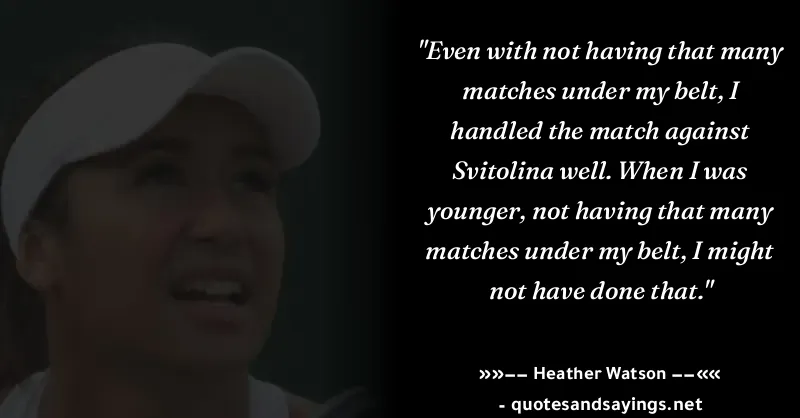 "Even with not having that many
matches under my belt, I
handled the match against
Svitolina well. When I was
younger, not having that many
matches under my belt, I might
not have done that."
»»−− Heather Watson −−««
- quotesandsayings.net